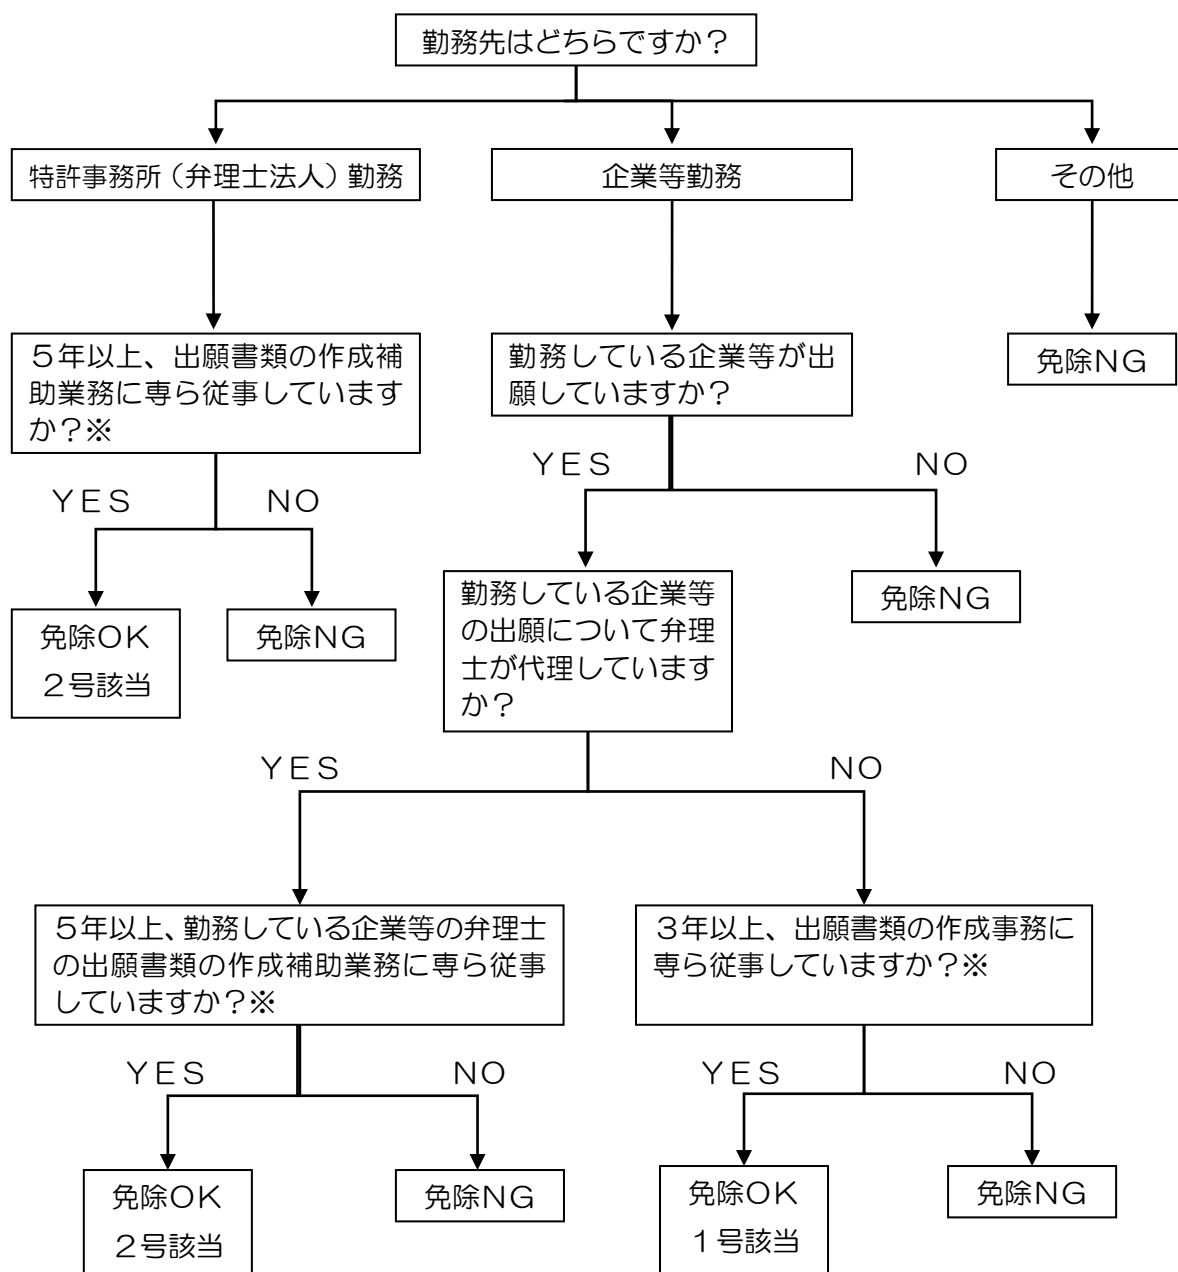 勤務先はどちらですか？
特許事務所（弁理士法人）勤務
企業等勤務
その他
５年以上、出願書類の作成補
助業務に専ら従事しています
か？※
勤務している企業等が出
願していますか？
免除ＮＧ
ＹＥＳ
ＮＯ
ＹＥＳ
ＮＯ
免除ＯＫ
２号該当
免除ＮＧ
勤務している企業等
の出願について弁理
士が代理しています
か？
免除ＮＧ
ＹＥＳ
ＮＯ
５年以上、勤務している企業等の弁理士
の出願書類の作成補助業務に専ら従事
していますか？※
３年以上、出願書類の作成事務に
専ら従事していますか？※
ＹＥＳ
ＮＯ
ＹＥＳ
ＮＯ
免除ＯＫ
２号該当
免除ＮＧ
免除ＯＫ
１号該当
免除ＮＧ